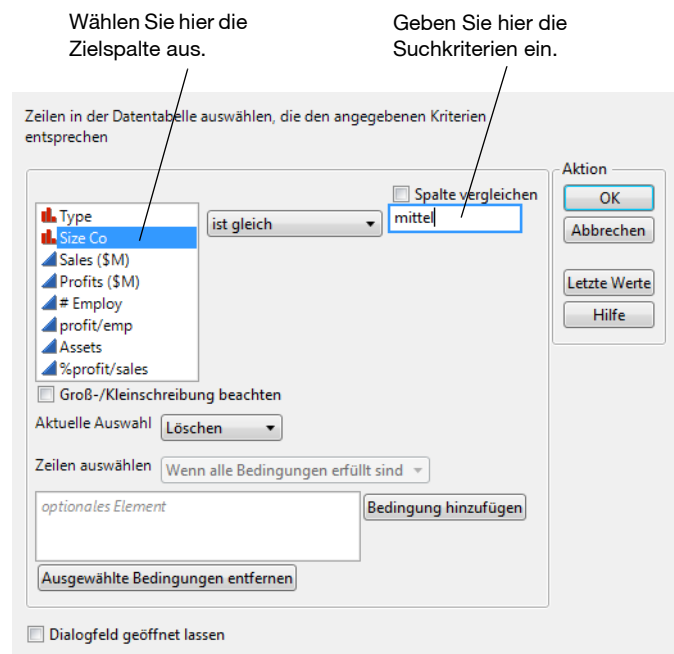 Wählen Sie hier die
Zielspalte aus.
Geben Sie hier die
Suchkriterien ein.
Zeilen in der Datentabelle auswählen, die den angegebenen Kriterien
entsprechen
Aktion
Spalte vergleichen
OK
Type
ist gleich
mittel
Abbrechen
Size Co
Sales ($M)
Profits ($M)
Letzte Werte
# Employ
Hilfe
profit/emp
Assets
%profit/sales
Groß-/Kleinschreibung beachten
Aktuelle Auswahl
Löschen
Zeilen auswählen
Wenn alle Bedingungen erfüllt sind
optionales Element
Bedingung hinzufügen
Ausgewählte Bedingungen entfernen
Dialogfeld geöffnet lassen